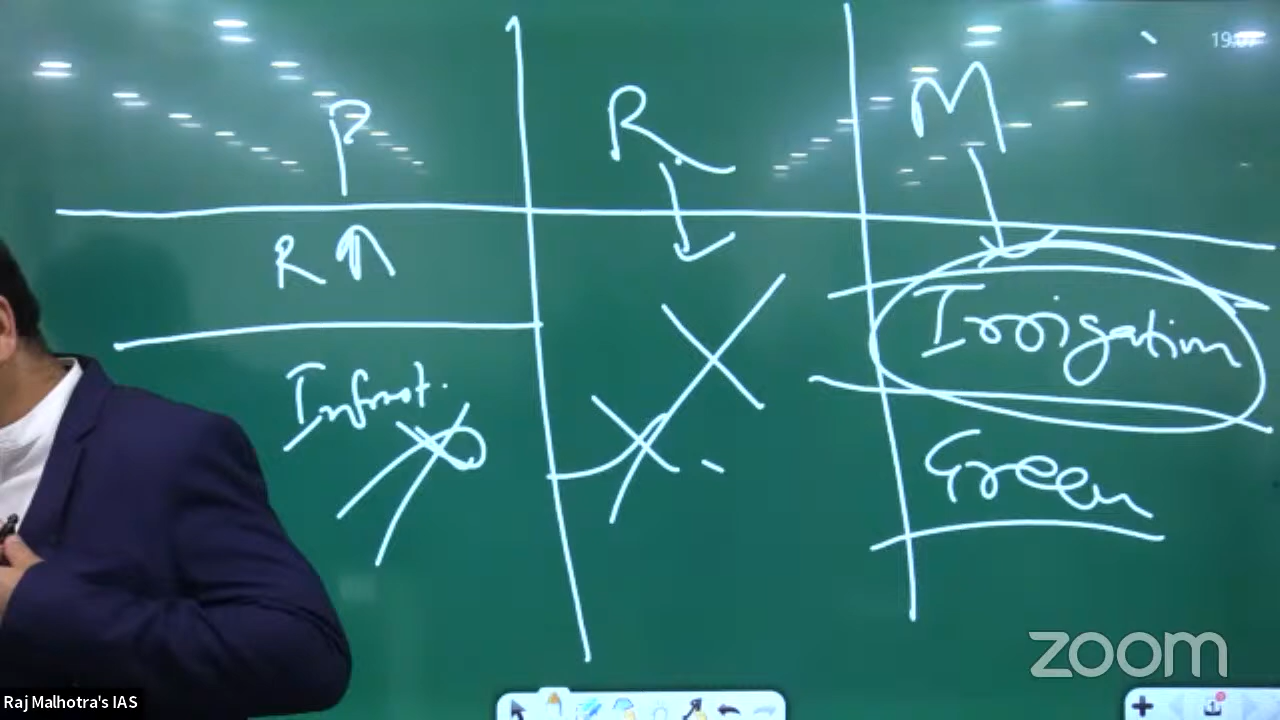 P R M
R
Irrigation
Infrast.
Green
zoom
Raj Malhotra's IAS